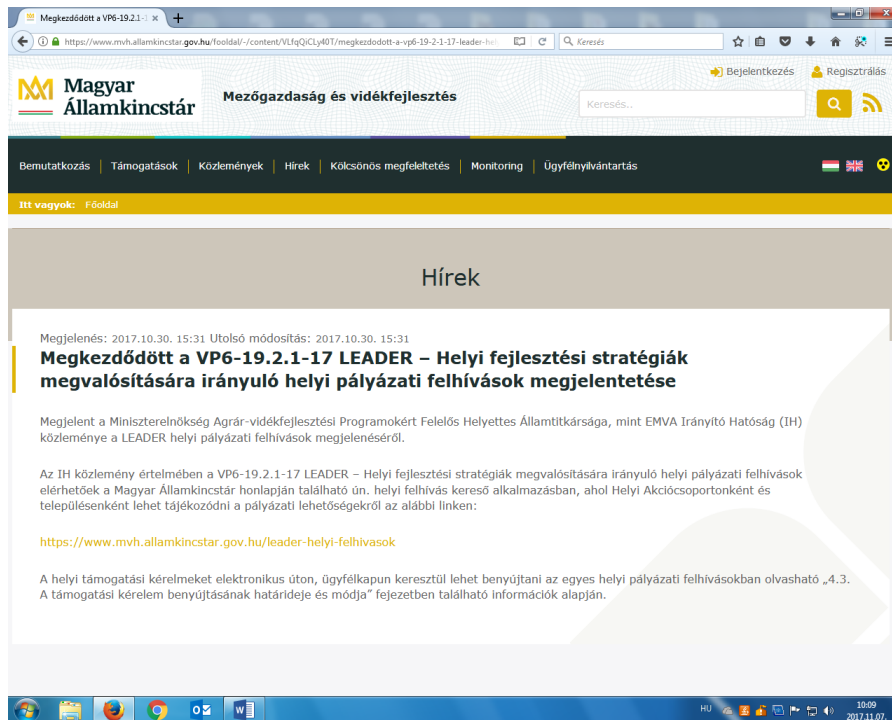 Megkezdődött a VP6-19.2.1-1
https://www.mvh.allamkincstar.gov.hu/fooldal/-/content/VLfqQiCLy40T/megkezdodott-a-vp6-19-2-1-17-leader-hel
Keresés
Bejelentkezés
Regisztrálás
Magyar
Államkincstár
Mezőgazdaság és vidékfejlesztés
Keresés..
Bemutatkozás | Támogatások | Közlemények | Hírek | Kölcsönös megfeleltetés | Monitoring | Ügyfélnyilvántartás
Itt vagyok: Főoldal
Hírek
Megjelenés: 2017.10.30. 15:31 Utolsó módosítás: 2017.10.30. 15:31
Megkezdődött a VP6-19.2.1-17 LEADER – Helyi fejlesztési stratégiák
megvalósítására irányuló helyi pályázati felhívások megjelentetése
Megjelent a Miniszterelnökség Agrár-vidékfejlesztési Programokért Felelős Helyettes Államtitkársága, mint EMVA Irányító Hatóság (IH)
közleménye a LEADER helyi pályázati felhívások megjelenéséről.
Az IH közlemény értelmében a VP6-19.2.1-17 LEADER – Helyi fejlesztési stratégiák megvalósítására irányuló helyi pályázati felhívások
elérhetőek a Magyar Államkincstár honlapján található ún. helyi felhívás kereső alkalmazásban, ahol Helyi Akciócsoportonként és
településenként lehet tájékozódni a pályázati lehetőségekről az alábbi linken:
https://www.mvh.allamkincstar.gov.hu/leader-helyi-felhivasok
A helyi támogatási kérelmeket elektronikus úton, ügyfélkapun keresztül lehet benyújtani az egyes helyi pályázati felhívásokban olvasható „4.3.
A támogatási kérelem benyújtásának határideje és módja” fejezetben található információk alapján.
HU
10:09
2017.11.07.